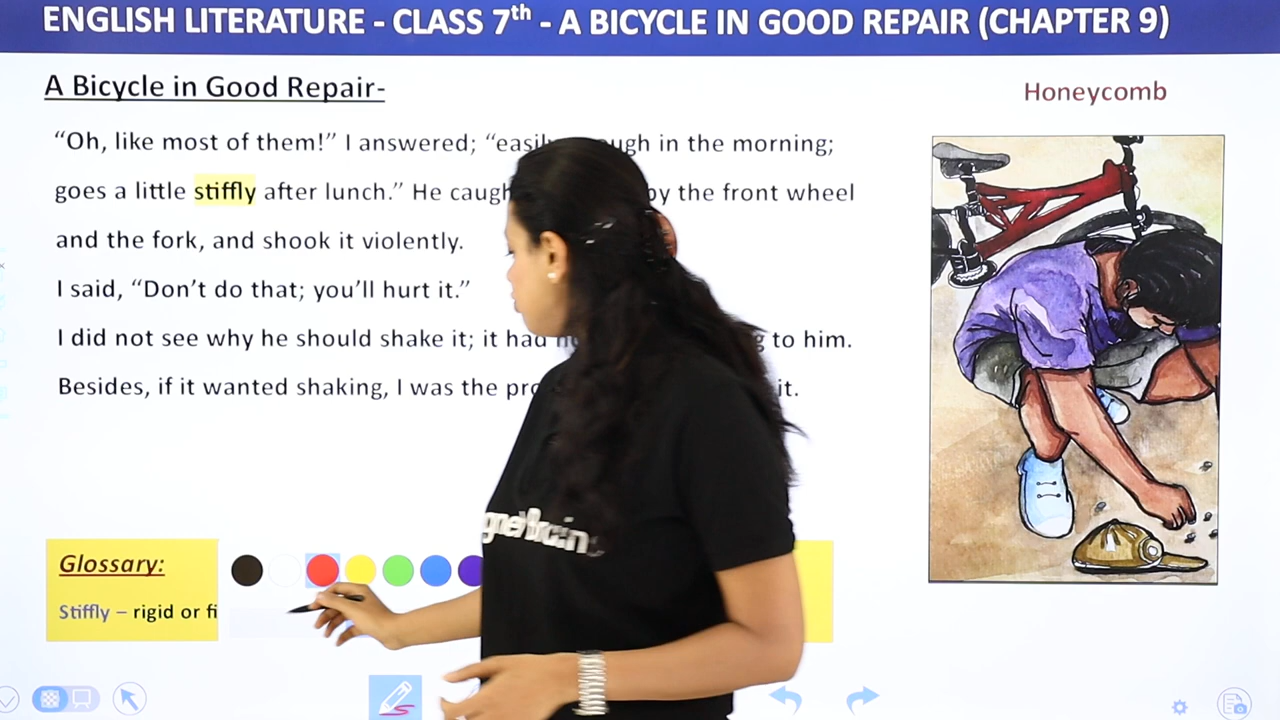 ENGLISH LITERATURE - CLASS 7th - A BICYCLE IN GOOD REPAIR (CHAPTER 9)
A Bicycle in Good Repair-
Honeycomb
“Oh, like most of them!” I answered; “easily enough in the morning;
goes a little stiffly after lunch.” He caugh by the front wheel
and the fork, and shook it violently.
I said, “Don’t do that; you’ll hurt it.”
I did not see why he should shake it; it had to him.
Besides, if it wanted shaking, I was the it.
Glossary:
Stiffly – rigid or fi